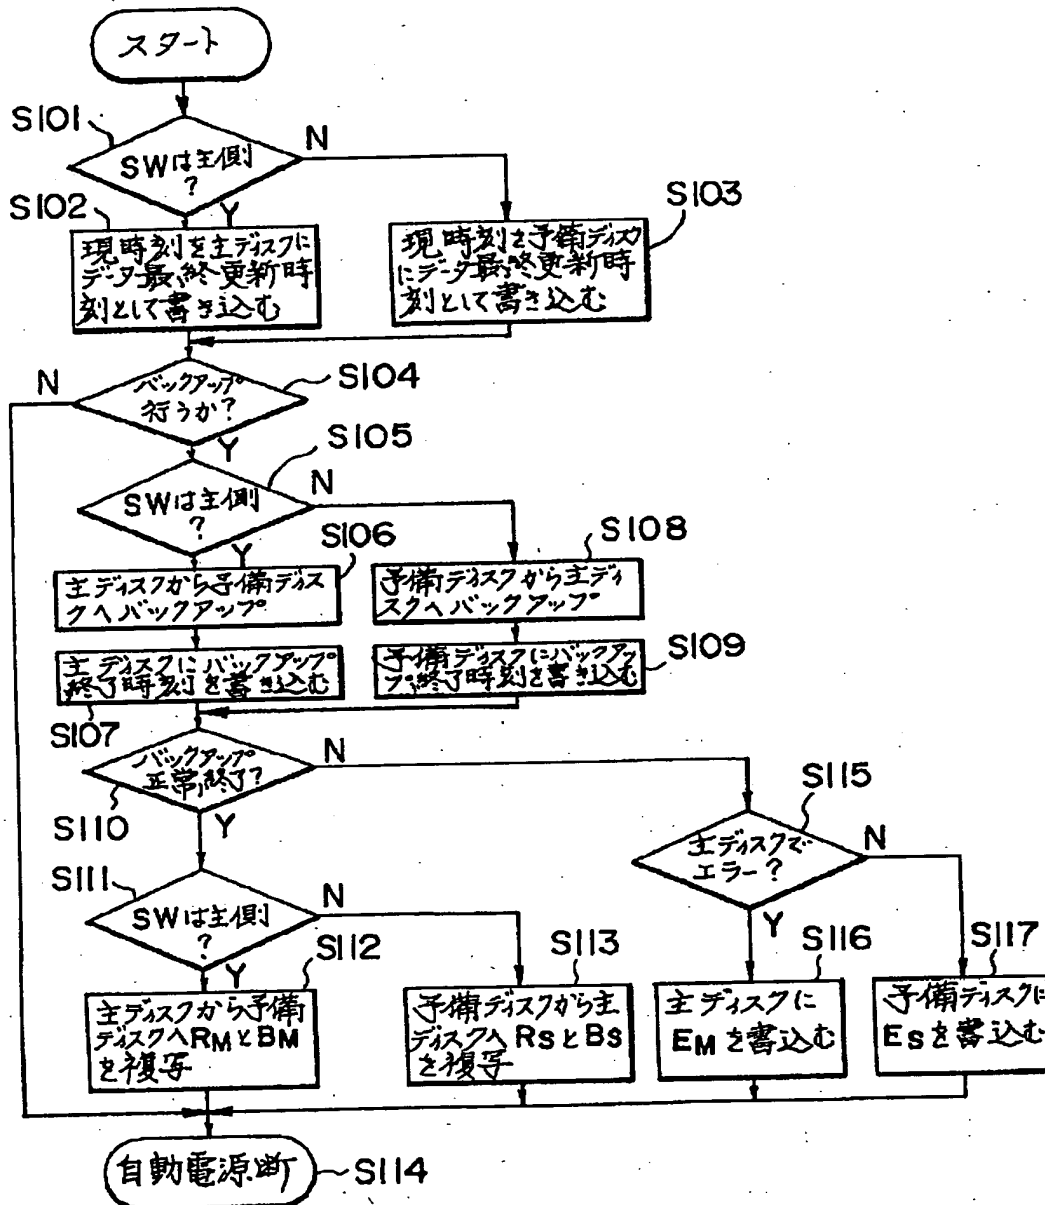 スタート
S101
SWは主側
?
N
Y
S102
現時刻を主ディスクに
データ最終更新時
刻として書き込む
S103
現時刻を予備ディスク
にデータ最終更新時
刻として書き込む
N
バックアップ
行うか?
S104
Y
S105
SWは主側
?
N
Y
S106
主ディスクから予備ディス
クへバックアップ
S108
予備ディスクから主ディ
スクへバックアップ
主ディスクにバックアップ
終了時刻を書き込む
S107
予備ディスクにバックアッ
プ終了時刻を書き込む
S109
バックアップ
正常終了?
N
S110
Y
S115
主ディスクで
エラー?
N
Y
S111
SWは主側
?
N
Y
S112
主ディスクから予備
ディスクへRMとBM
を複写
S113
予備ディスクから主
ディスクへRSとBS
を複写
S116
主ディスクに
EMを書込む
S117
予備ディスクに
ESを書込む
自動電源断
S114